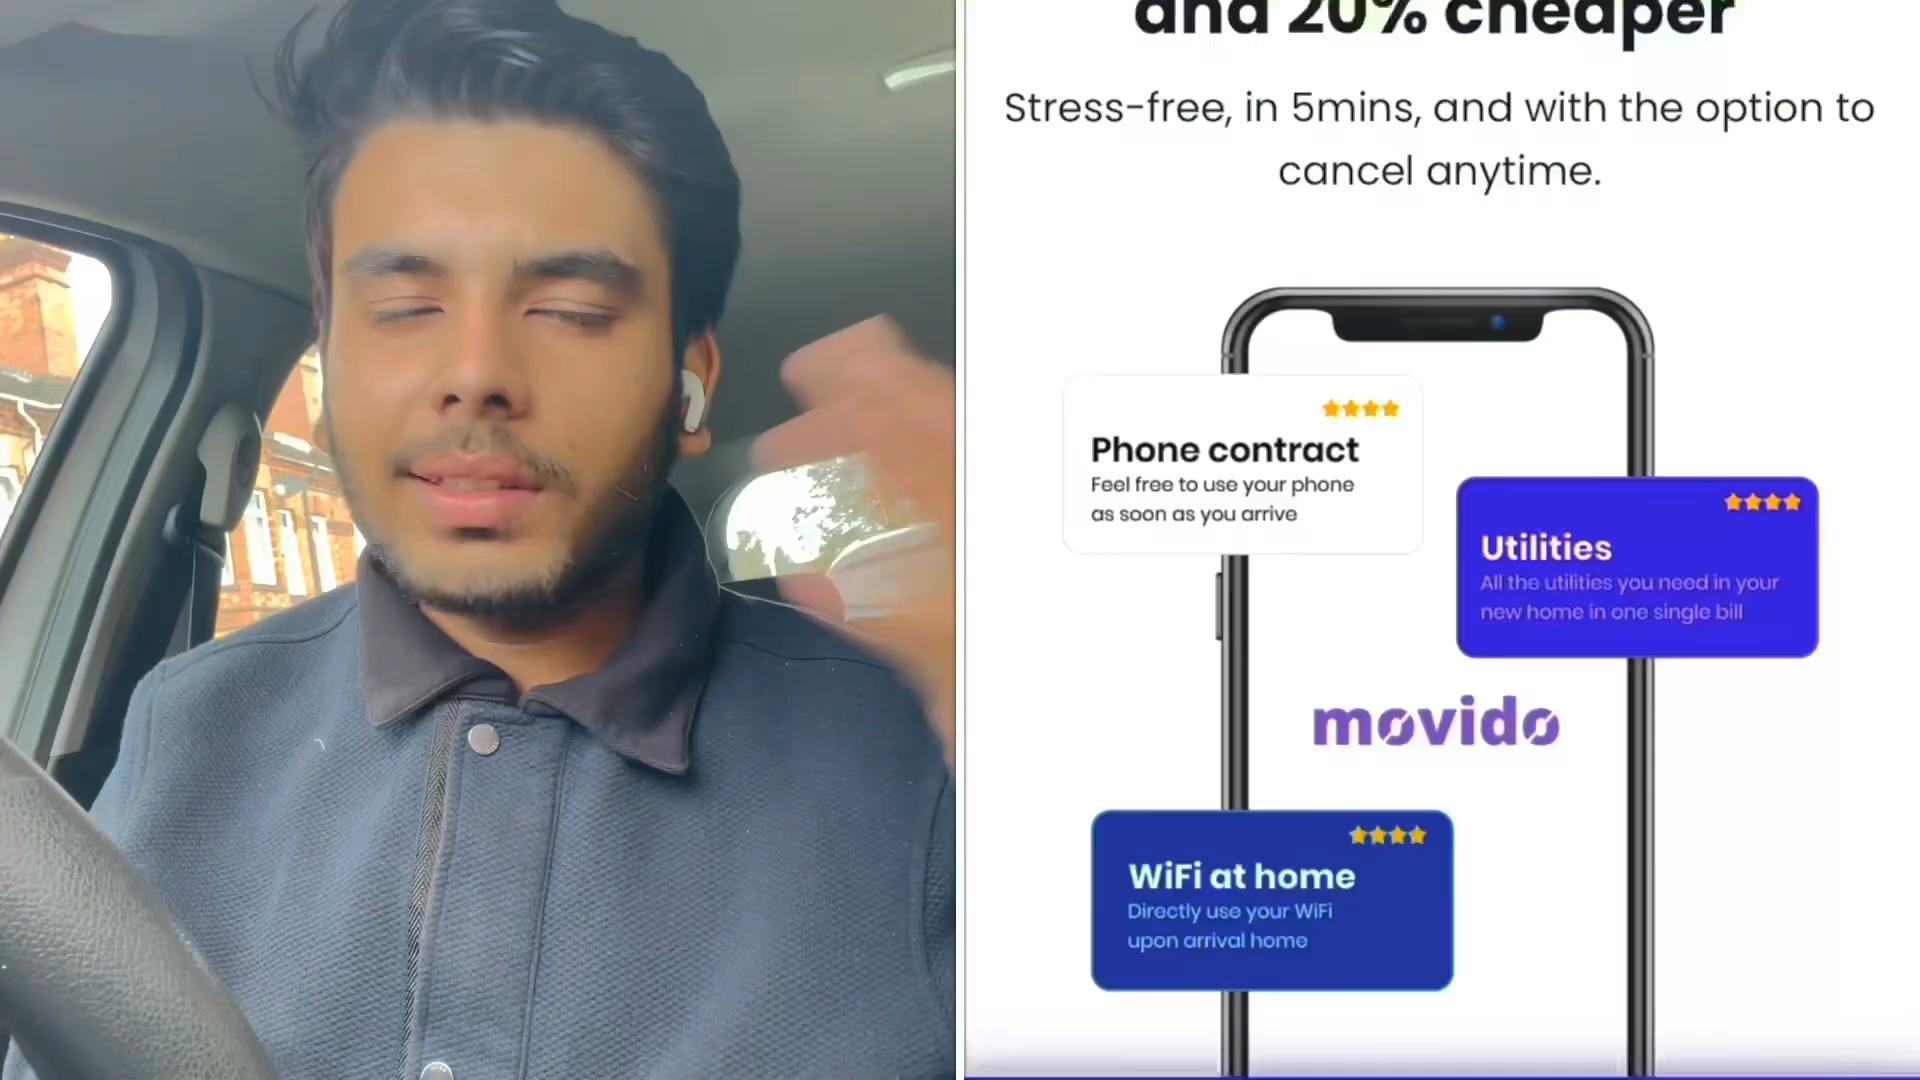 and 20% cheaper
Stress-free, in 5mins, and with the option to
cancel anytime.
Phone contract
Feel free to use your phone
as soon as you arrive
Utilities
All the utilities you need in your
new home in one single bill
movido
WiFi at home
Directly use your WiFi
upon arrival home